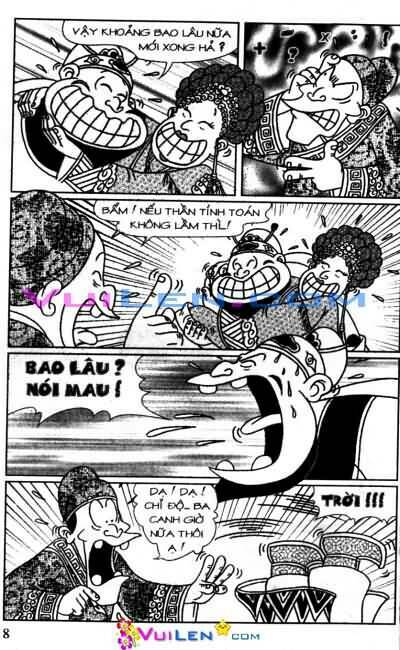 VẬY KHOẢNG BAO LÂU NỮA
MỚI XONG HẢ?
+ - x : =
BẨM! NẾU THẦN TÍNH TOÁN
KHÔNG LẦM THÌ!
VUILEN.COM
BAO LÂU?
NÓI MAU!
DẠ! DẠ!
CHỈ ĐỘ.. BA
CANH GIỜ
NỮA THÔI
Ạ!
TRỜI!!!
8
VUILEN.COM